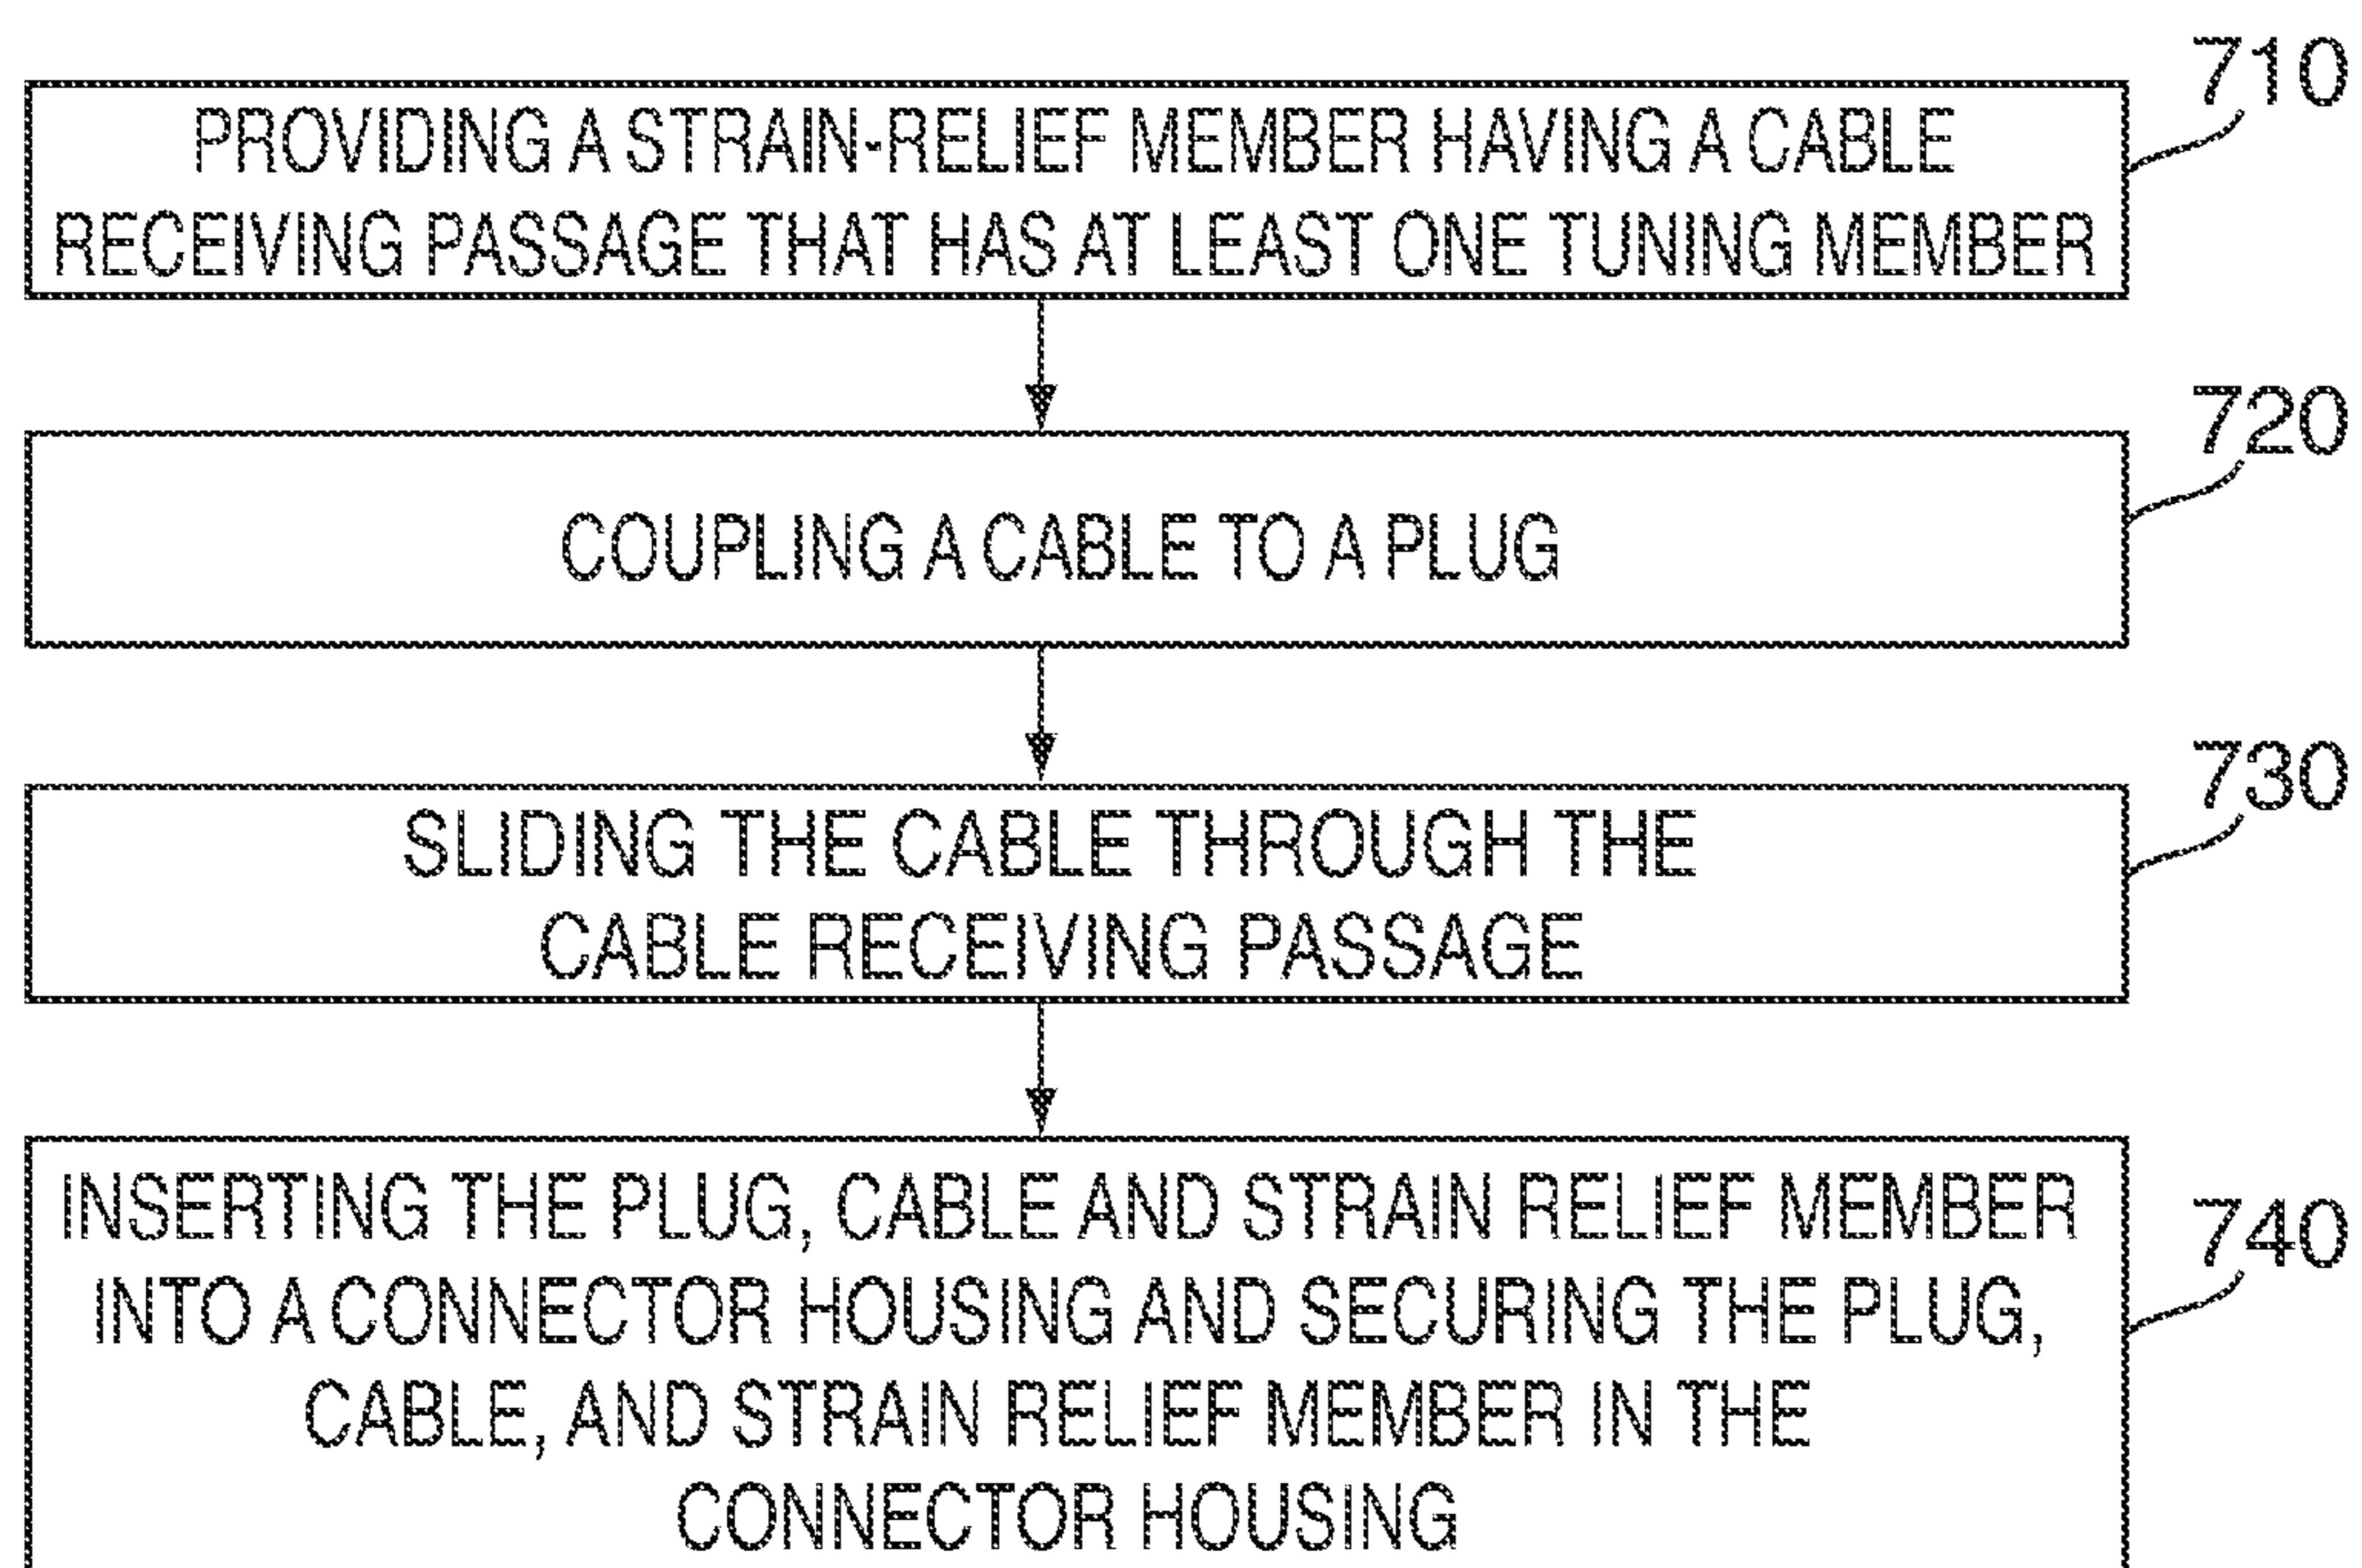 710
PROVIDING A STRAIN-RELIEF MEMBER HAVING A CABLE
RECEIVING PASSAGE THAT HAS AT LEAST ONE TUNING MEMBER
720
COUPLING A CABLE TO A PLUG
730
SLIDING THE CABLE THROUGH THE
CABLE RECEIVING PASSAGE
740
INSERTING THE PLUG, CABLE AND STRAIN RELIEF MEMBER
INTO A CONNECTOR HOUSING AND SECURING THE PLUG,
CABLE, AND STRAIN RELIEF MEMBER IN THE
CONNECTOR HOUSING